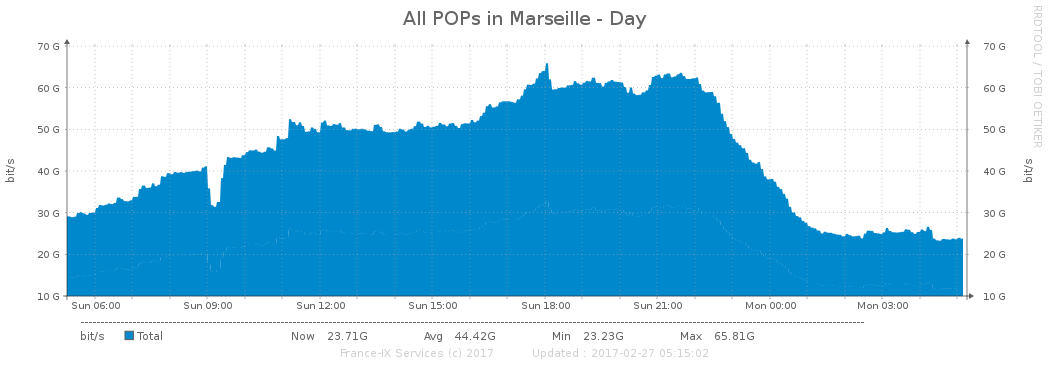 All POPs in Marseille - Day
RRDTOOL / TOBI OETIKER
bit/s
bit/s
70 G 70 G
60 G 60 G
50 G 50 G
40 G 40 G
30 G 30 G
20 G 20 G
10 G 10 G
Sun 06:00 Sun 09:00 Sun 12:00 Sun 15:00 Sun 18:00 Sun 21:00 Mon 00:00 Mon 03:00
bit/s Total Now 23.71G Avg 44.42G Min 23.23G Max 65.81G
France-IX Services (c) 2017 Updated : 2017-02-27 05:15:02